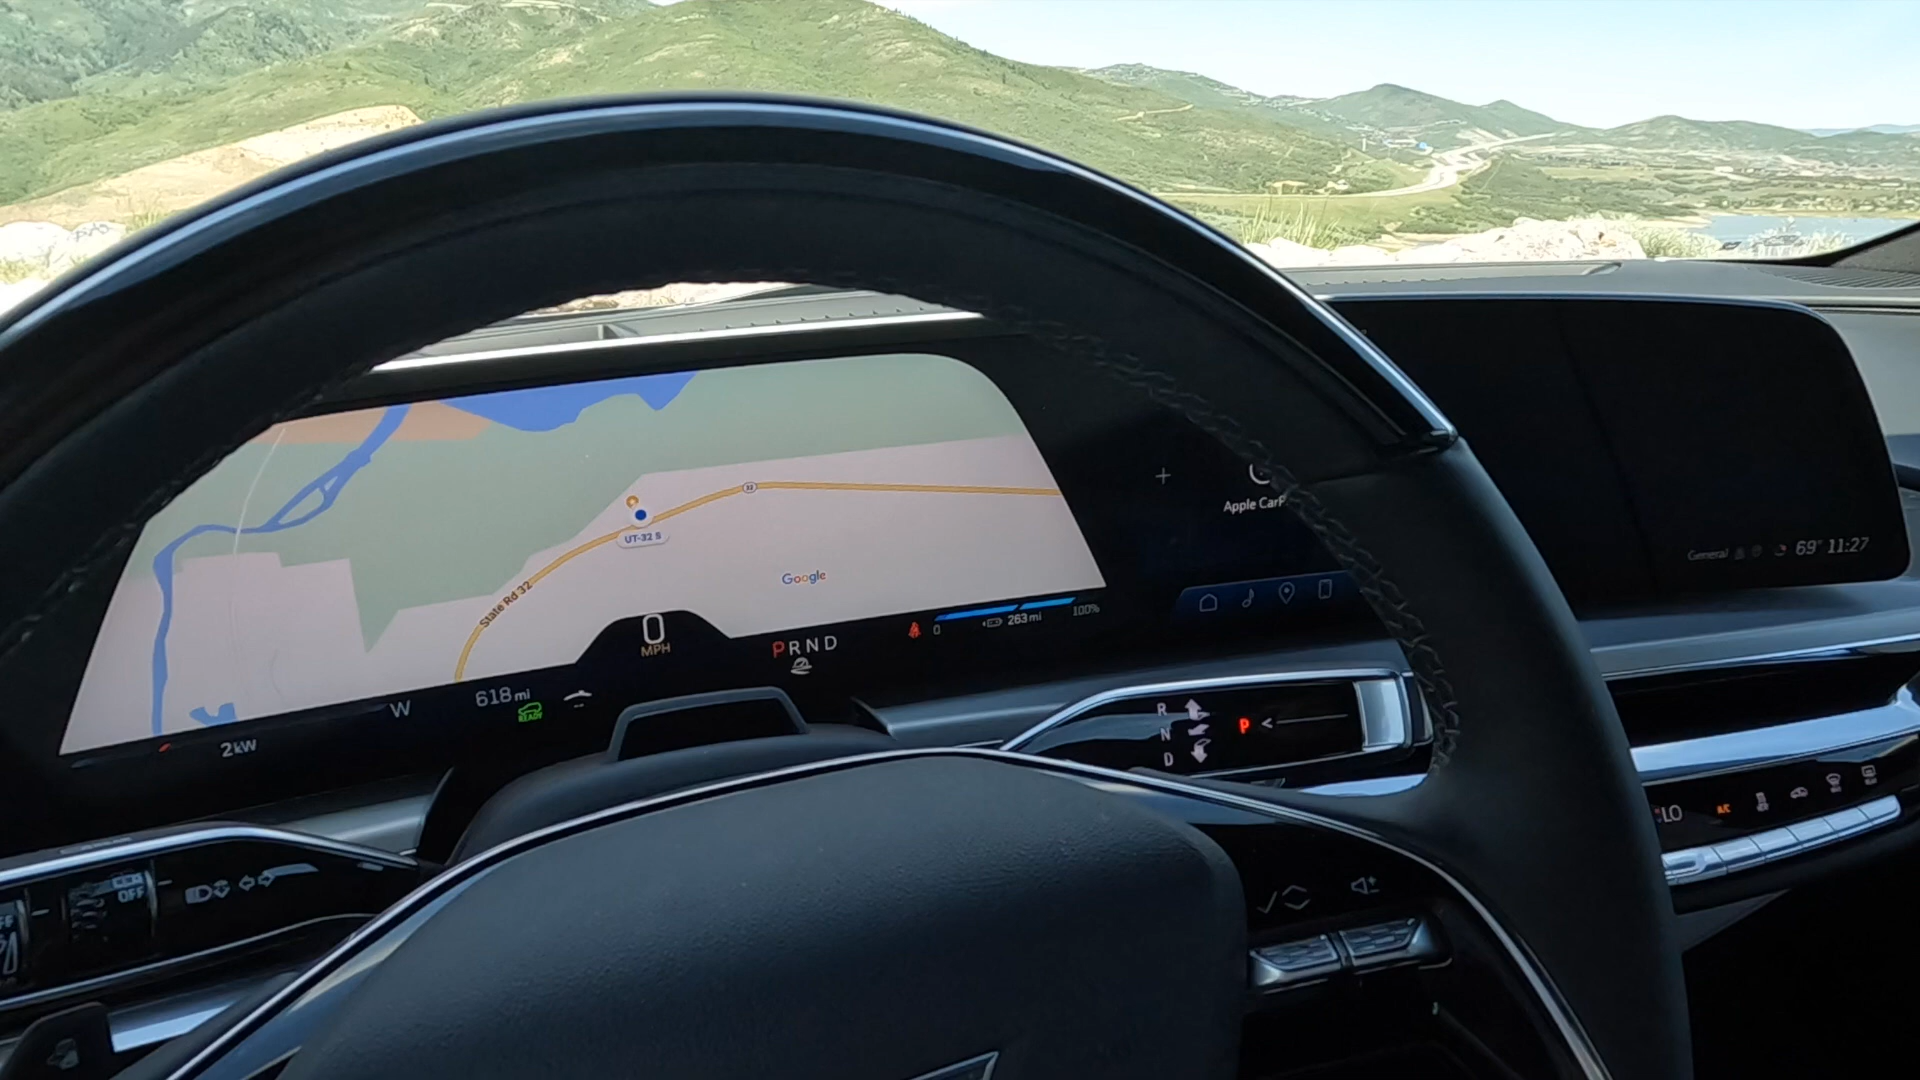 32
UT-32 S
State Rd 32
Google
0
MPH
PRND
0
263 mi
100%
W
618 mi
READY
--
2kW
+
Apple CarP
General
69° 11:27
R
N
D
P <
LO
A/C
OFF